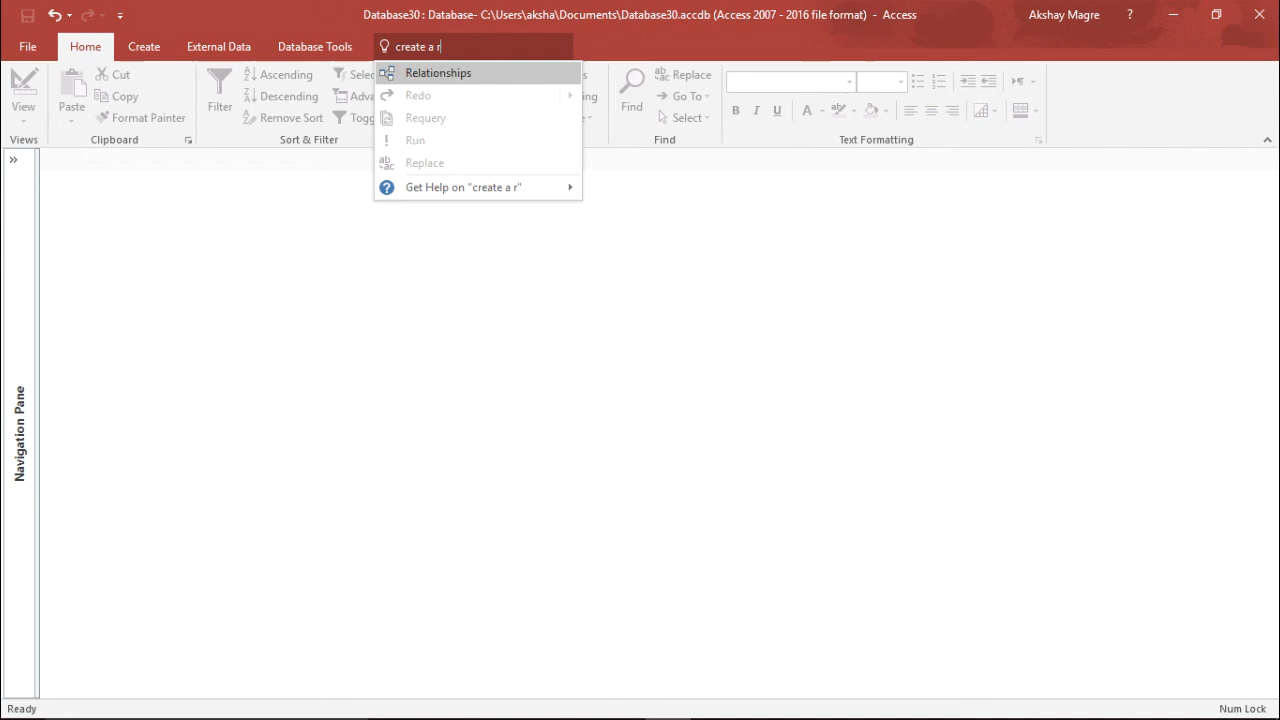 Database30 : Database- C:\Users\aksha\Documents\Database30.accdb (Access 2007 - 2016 file format) - Access
Akshay Magre
?
File
Home
Create
External Data
Database Tools
create a r
View
Views
Paste
Cut
Copy
Format Painter
Clipboard
Filter
Ascending
Descending
Remove Sort
Sort & Filter
Relationships
Redo
Requery
Run
Replace
Get Help on "create a r"
Find
Replace
Go To
Select
Find
B I U
A
Text Formatting
Navigation Pane
Ready
Num Lock